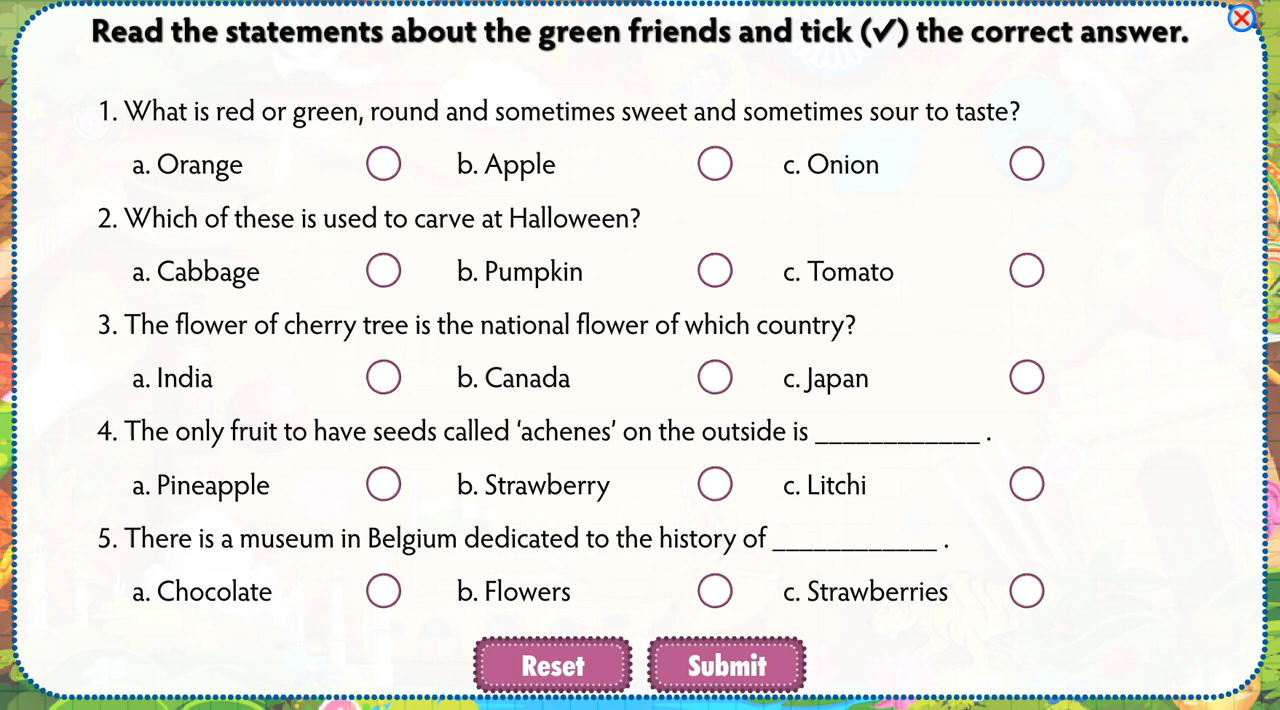 Read the statements about the green friends and tick (✓) the correct answer.
1. What is red or green, round and sometimes sweet and sometimes sour to taste?
a. Orange b. Apple c. Onion
2. Which of these is used to carve at Halloween?
a. Cabbage b. Pumpkin c. Tomato
3. The flower of cherry tree is the national flower of which country?
a. India b. Canada c. Japan
4. The only fruit to have seeds called ‘achenes’ on the outside is ____________ .
a. Pineapple b. Strawberry c. Litchi
5. There is a museum in Belgium dedicated to the history of ____________ .
a. Chocolate b. Flowers c. Strawberries
Reset Submit